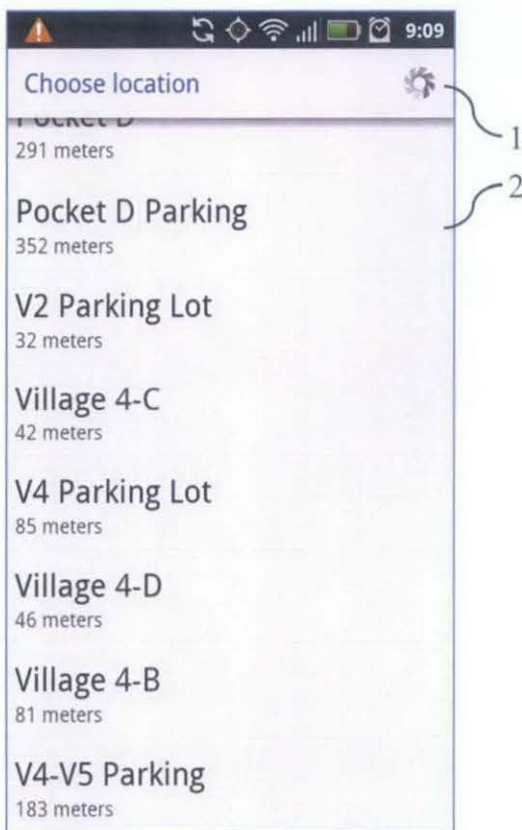 9:09
Choose location
1
Pocket D
291 meters
2
Pocket D Parking
352 meters
V2 Parking Lot
32 meters
Village 4-C
42 meters
V4 Parking Lot
85 meters
Village 4-D
46 meters
Village 4-B
81 meters
V4-V5 Parking
183 meters